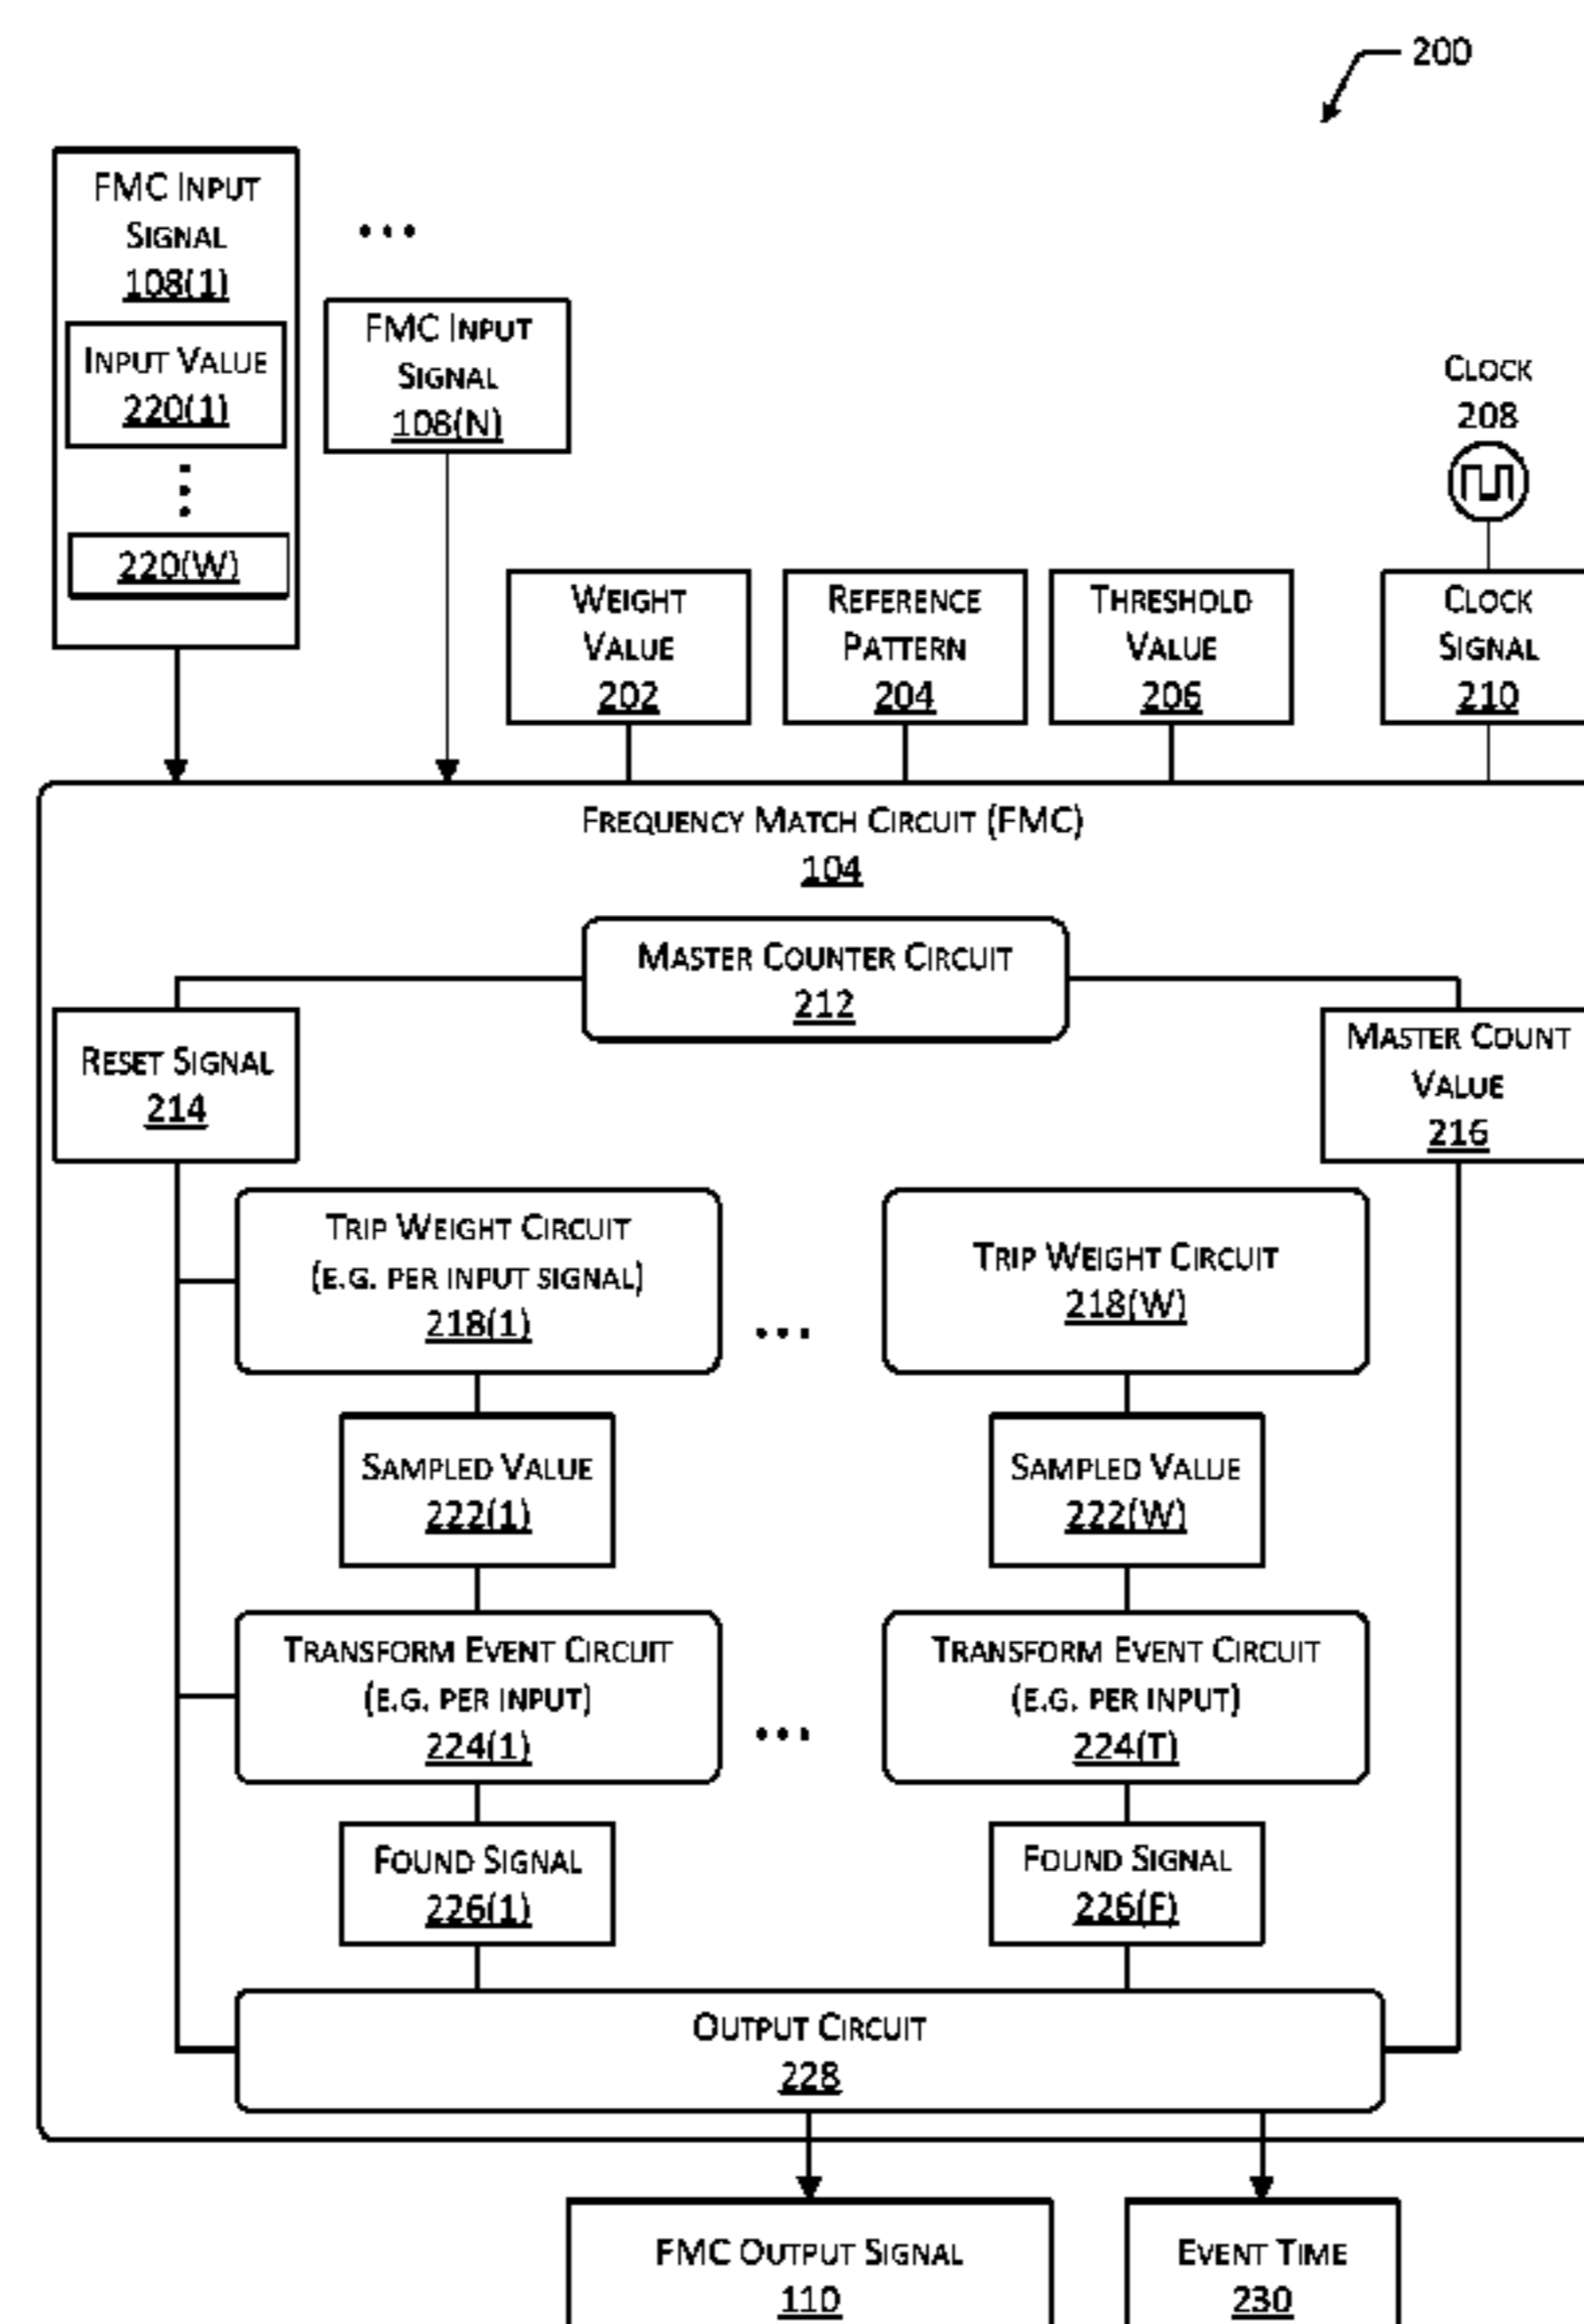 200
FMC INPUT
SIGNAL
108(1)
INPUT VALUE
220(1)
220(W)
...
FMC INPUT
SIGNAL
108(N)
CLOCK
208
WEIGHT
VALUE
202
REFERENCE
PATTERN
204
THRESHOLD
VALUE
206
CLOCK
SIGNAL
210
FREQUENCY MATCH CIRCUIT (FMC)
104
MASTER COUNTER CIRCUIT
212
RESET SIGNAL
214
MASTER COUNT
VALUE
216
TRIP WEIGHT CIRCUIT
(E.G. PER INPUT SIGNAL)
218(1)
...
TRIP WEIGHT CIRCUIT
218(W)
SAMPLED VALUE
222(1)
SAMPLED VALUE
222(W)
TRANSFORM EVENT CIRCUIT
(E.G. PER INPUT)
224(1)
...
TRANSFORM EVENT CIRCUIT
(E.G. PER INPUT)
224(T)
FOUND SIGNAL
226(1)
FOUND SIGNAL
226(F)
OUTPUT CIRCUIT
228
FMC OUTPUT SIGNAL
110
EVENT TIME
230